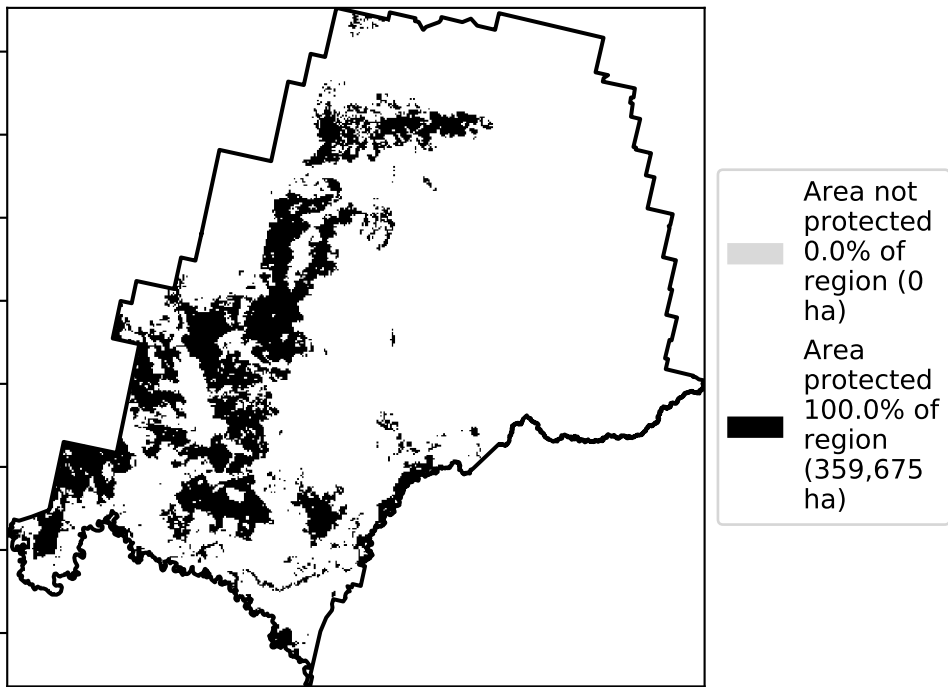 Area not
protected
0.0% of
region (0
ha)
Area
protected
100.0% of
region
(359,675
ha)